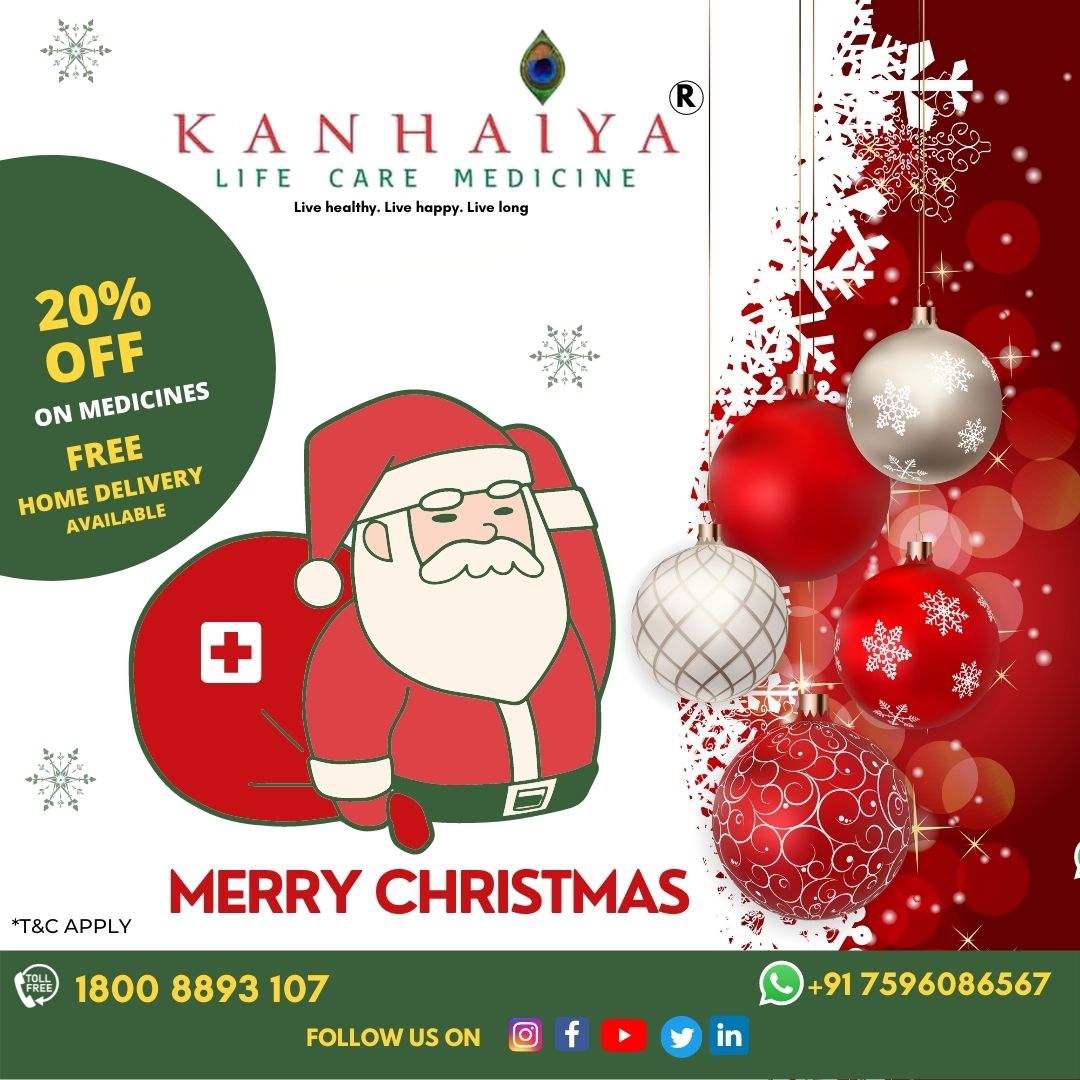 KANHAIYA®
LIFE CARE MEDICINE
Live healthy. Live happy. Live long
20%
OFF
ON MEDICINES
FREE
HOME DELIVERY
AVAILABLE
MERRY CHRISTMAS
*T&C APPLY
TOLL
FREE
1800 8893 107
+91 7596086567
FOLLOW US ON